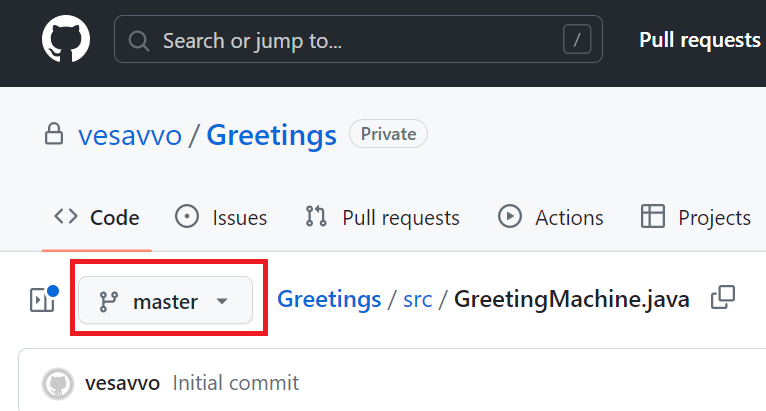 Search or jump to... / Pull requests
vesavvo / Greetings Private
Code Issues Pull requests Actions Projects
master Greetings / src / GreetingMachine.java
vesavvo Initial commit